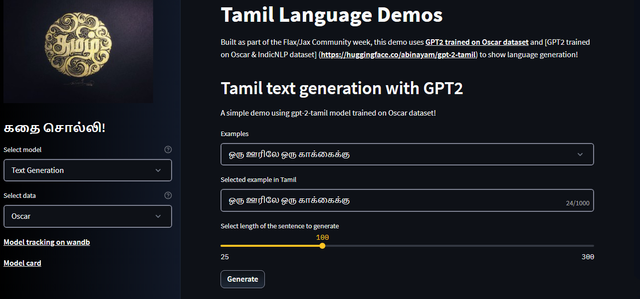 தமிழ்
கதை சொல்லி!
Select model
Text Generation
Select data
Oscar
Model tracking on wandb
Model card
Tamil Language Demos
Built as part of the Flax/Jax Community week, this demo uses GPT2 trained on Oscar dataset and [GPT2 trained
on Oscar & IndicNLP dataset] (https://huggingface.co/abinayam/gpt-2-tamil) to show language generation!
Tamil text generation with GPT2
A simple demo using gpt-2-tamil model trained on Oscar dataset!
Examples
ஒரு ஊரிலே ஒரு காக்கைக்கு
Selected example in Tamil
ஒரு ஊரிலே ஒரு காக்கைக்கு
24/1000
Select length of the sentence to generate
100
25 300
Generate